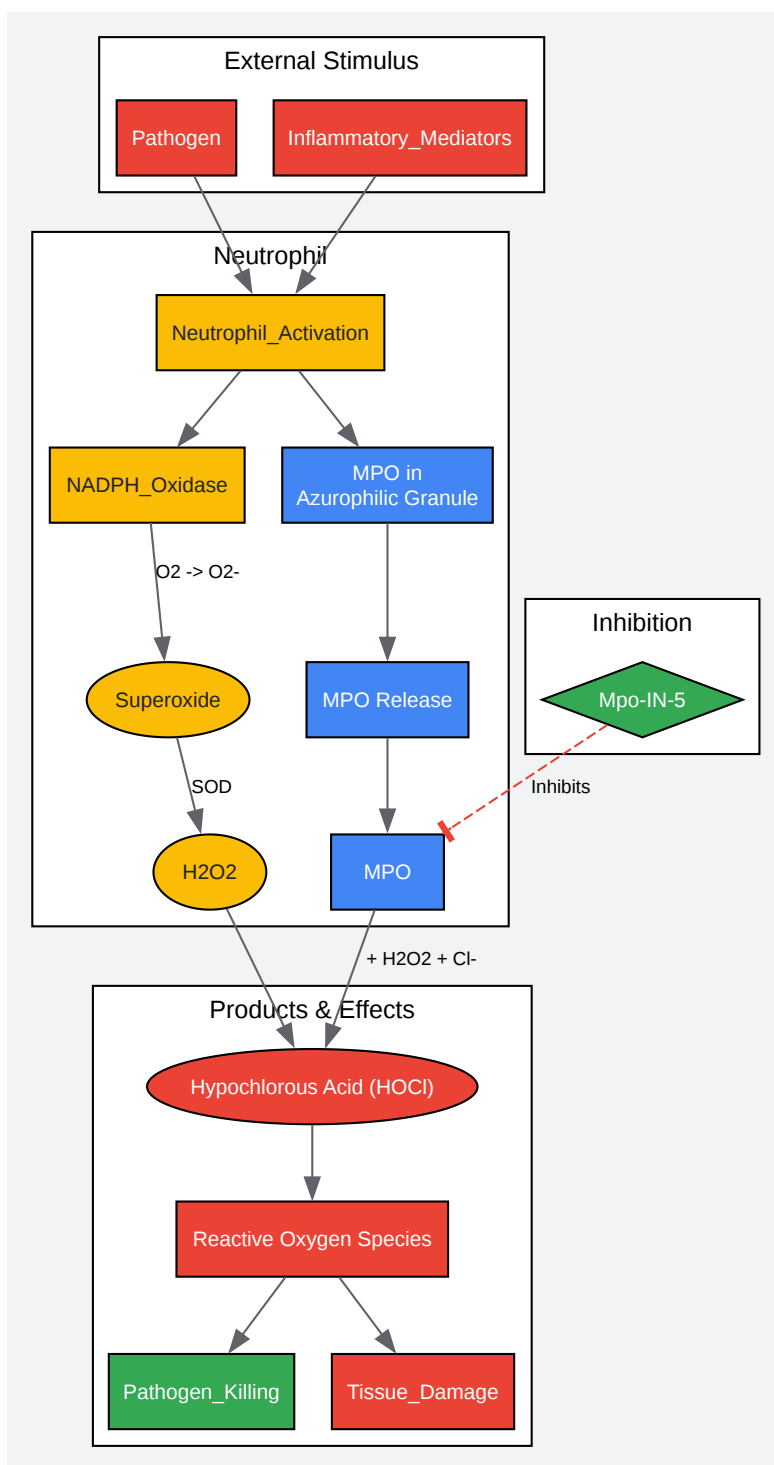 External Stimulus
Pathogen
Inflammatory_Mediators
Neutrophil
Neutrophil_Activation
NADPH_Oxidase
MPO in
Azurophilic Granule
O2 -> O2-
Inhibition
Superoxide
MPO Release
Mpo-IN-5
SOD
Inhibits
H2O2
MPO
+ H2O2 + Cl-
Products & Effects
Hypochlorous Acid (HOCl)
Reactive Oxygen Species
Pathogen_Killing
Tissue_Damage